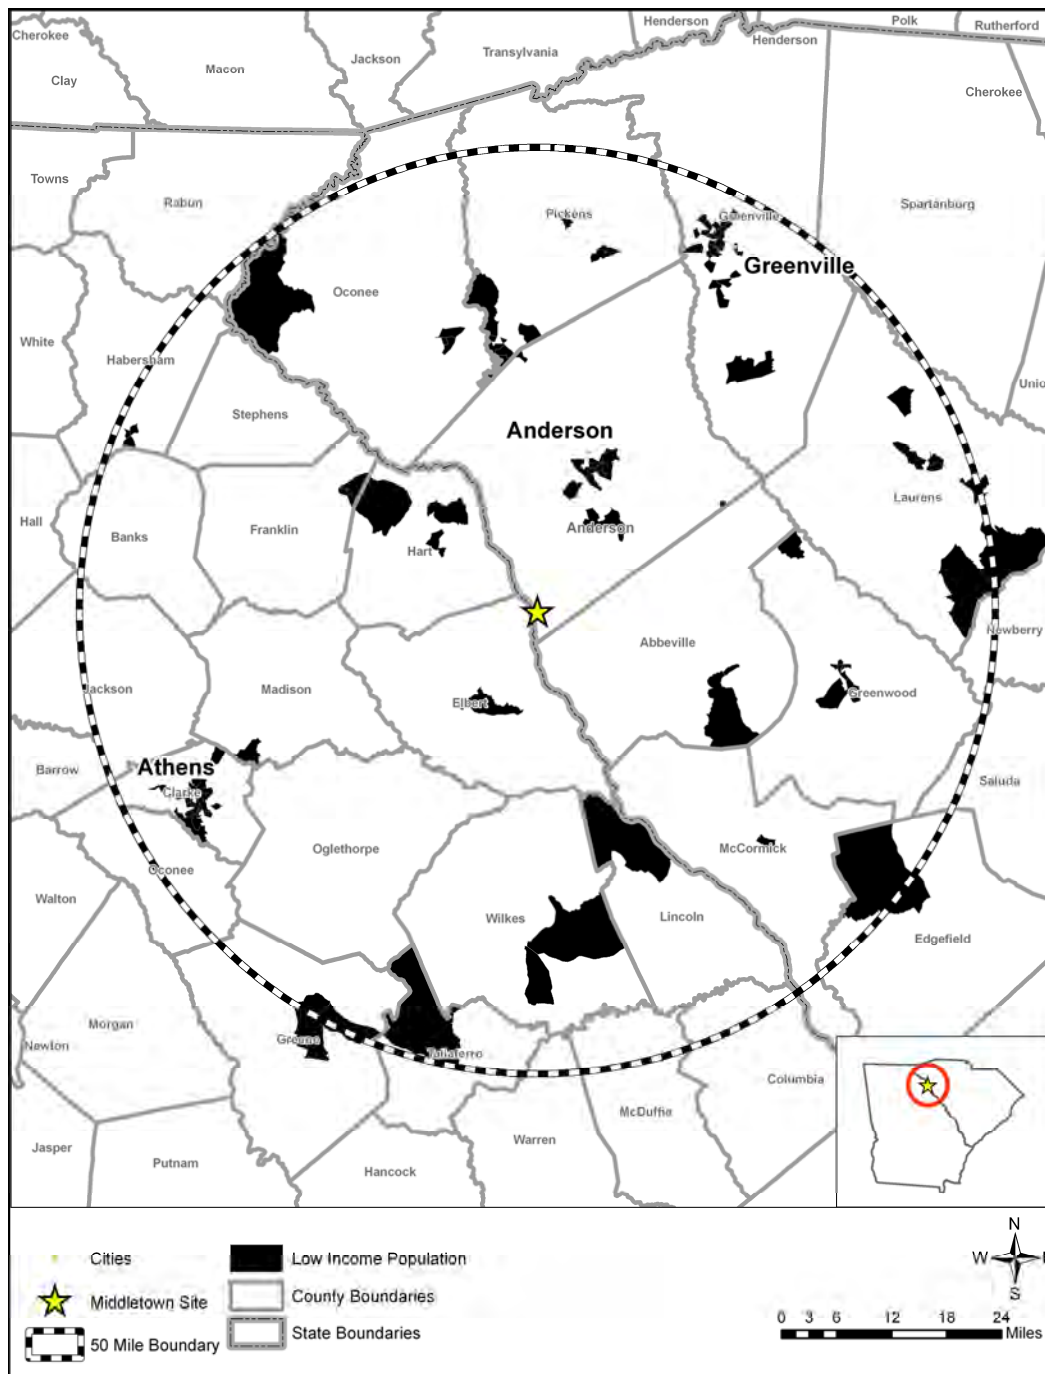 Henderson
Polk
Rutherford
Cherokee
Henderson
Transylvania
Jackson
Macon
Clay
Cherokee
Towns
Rabun
Pickens
Greenville
Spartanburg
Greenville
Oconee
White
Habersham
Stephens
Anderson
Laurens
Hall
Banks
Franklin
Hart
Anderson
Newberry
Abbeville
Jackson
Madison
Elbert
Greenwood
Athens
Barrow
Clarke
Saluda
Oglethorpe
McCormick
Oconee
Walton
Wilkes
Lincoln
Edgefield
Morgan
Newton
Greene
Taliaferro
Columbia
McDuffie
Jasper
Putnam
Hancock
Warren
Cities
Low Income Population
Middletown Site
County Boundaries
50 Mile Boundary
State Boundaries
N
W
S
0 3 6 12 18 24
Miles